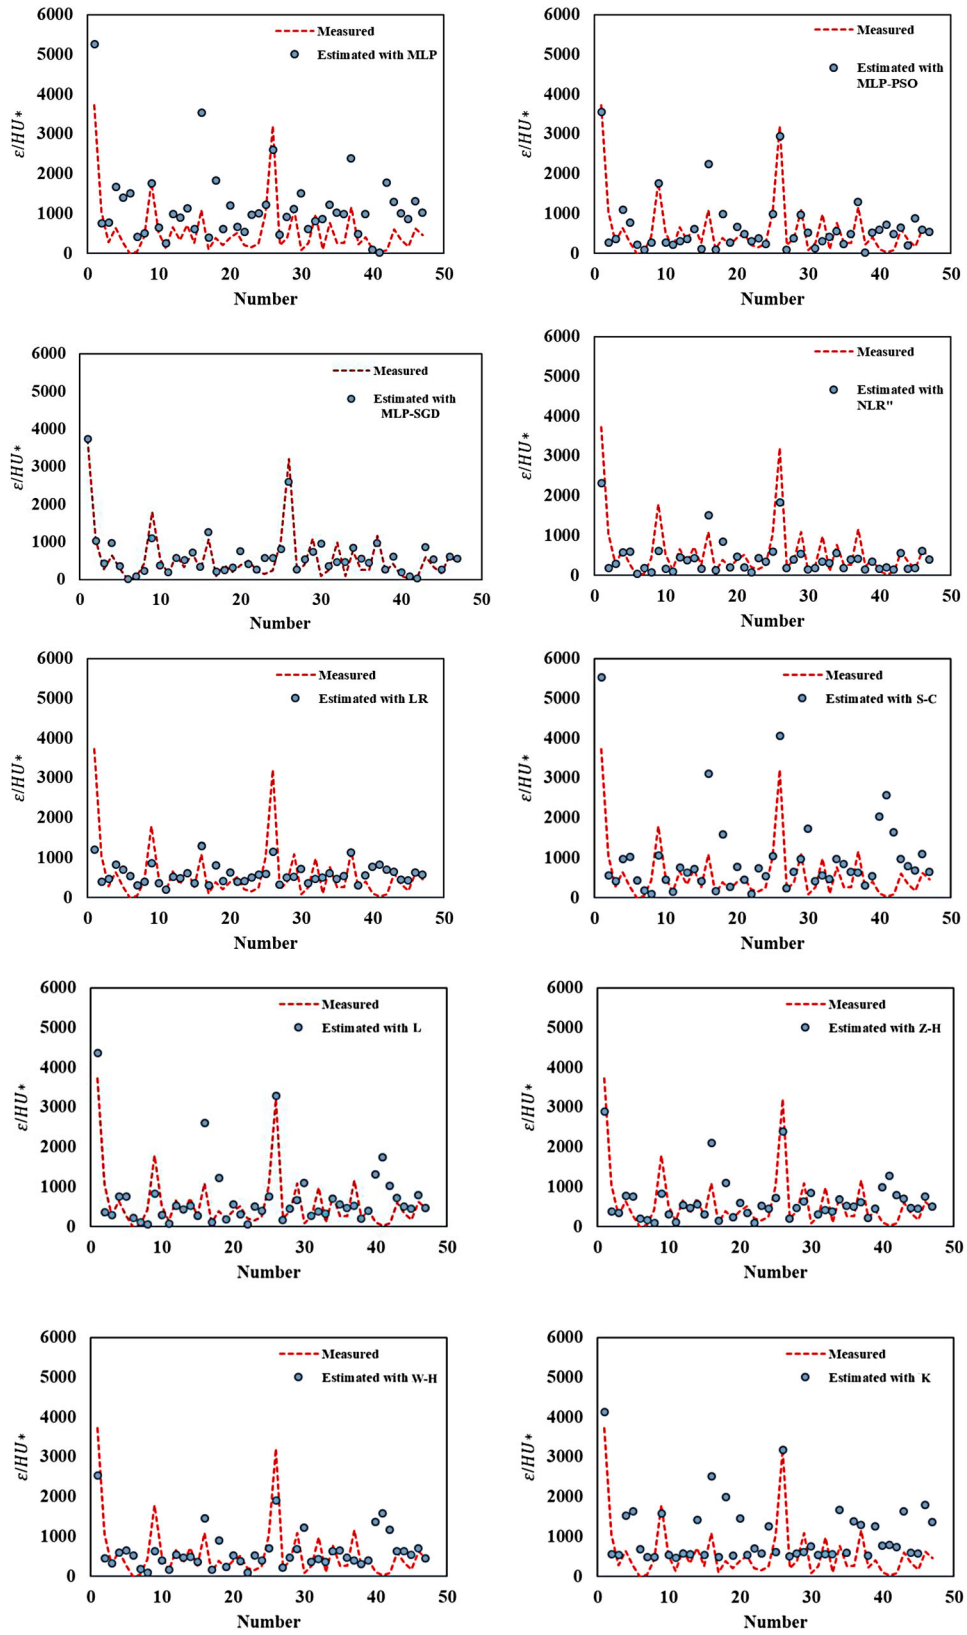 6000
5000
4000
3000
2000
1000
0
ε/HU*
Measured
Estimated with MLP
0 10 20 30 40 50
Number
6000
5000
4000
3000
2000
1000
0
ε/HU*
Measured
Estimated with
MLP-PSO
0 10 20 30 40 50
Number
6000
5000
4000
3000
2000
1000
0
ε/HU*
Measured
Estimated with
MLP-SGD
0 10 20 30 40 50
Number
6000
5000
4000
3000
2000
1000
0
ε/HU*
Measured
Estimated with
NLR"
0 10 20 30 40 50
Number
6000
5000
4000
3000
2000
1000
0
ε/HU*
Measured
Estimated with LR
0 10 20 30 40 50
Number
6000
5000
4000
3000
2000
1000
0
ε/HU*
Measured
Estimated with S-C
0 10 20 30 40 50
Number
6000
5000
4000
3000
2000
1000
0
ε/HU*
Measured
Estimated with L
0 10 20 30 40 50
Number
6000
5000
4000
3000
2000
1000
0
ε/HU*
Measured
Estimated with Z-H
0 10 20 30 40 50
Number
6000
5000
4000
3000
2000
1000
0
ε/HU*
Measured
Estimated with W-H
0 10 20 30 40 50
Number
6000
5000
4000
3000
2000
1000
0
ε/HU*
Measured
Estimated with K
0 10 20 30 40 50
Number